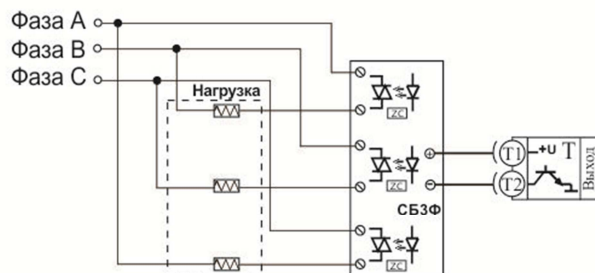 Фаза А
Фаза В
Фаза С
Нагрузка
ZC
ZC
СБ3Ф
ZC
T1
+U T
T2
Выход